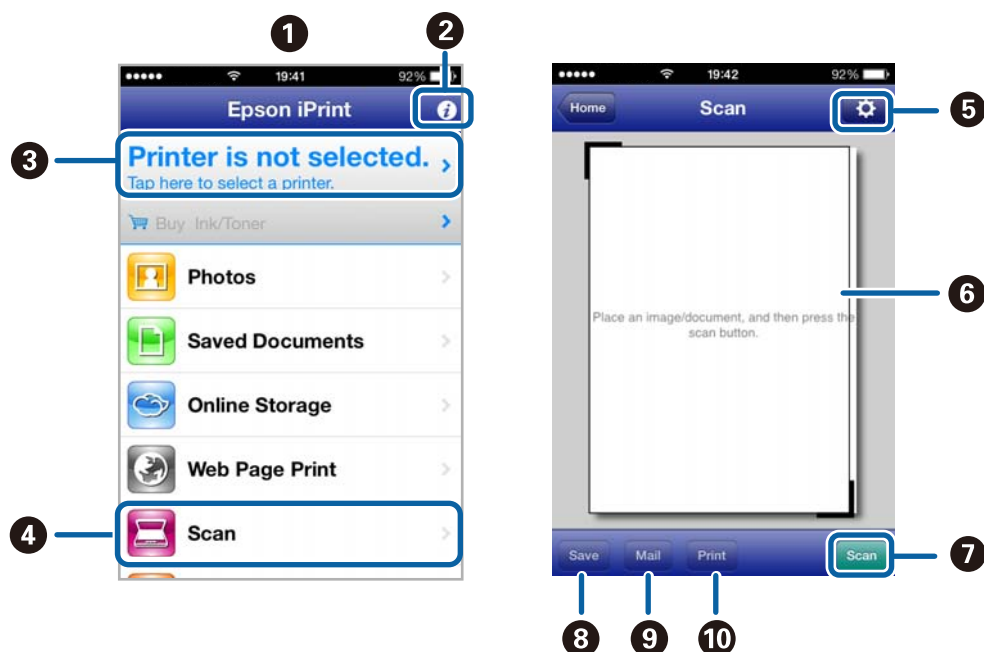 1
2
19:41
92%
Epson iPrint
3
Printer is not selected.
Tap here to select a printer.
Buy Ink/Toner
Photos
Saved Documents
Online Storage
Web Page Print
4
Scan
19:42
92%
Home
Scan
5
6
Place an image/document, and then press the
scan button.
Save
Mail
Print
Scan
7
8
9
10